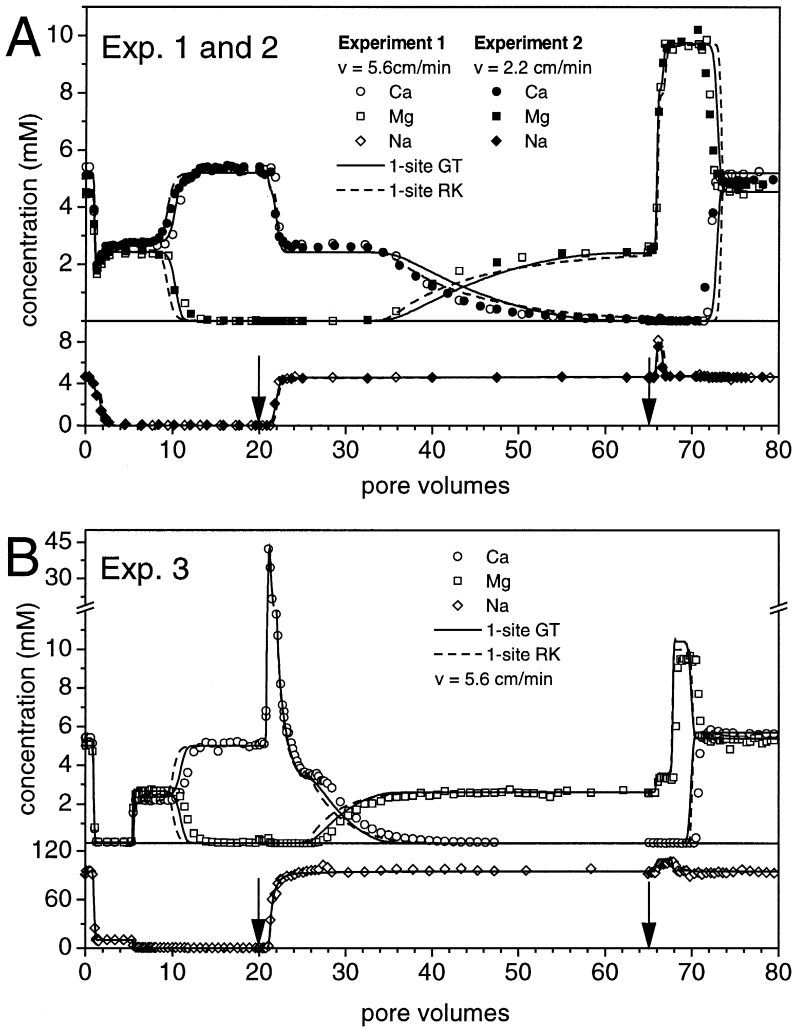 A
Exp. 1 and 2
Experiment 1
Experiment 2
v = 5.6cm/min
v = 2.2 cm/min
Ca
Ca
Mg
Mg
Na
Na
1-site GT
1-site RK
concentration (mM)
10
8
6
4
2
8
4
0
0 10 20 30 40 50 60 70 80
pore volumes
B
Exp. 3
Ca
Mg
Na
1-site GT
1-site RK
v = 5.6 cm/min
concentration (mM)
45
30
10
8
6
4
2
120
60
0
0 10 20 30 40 50 60 70 80
pore volumes